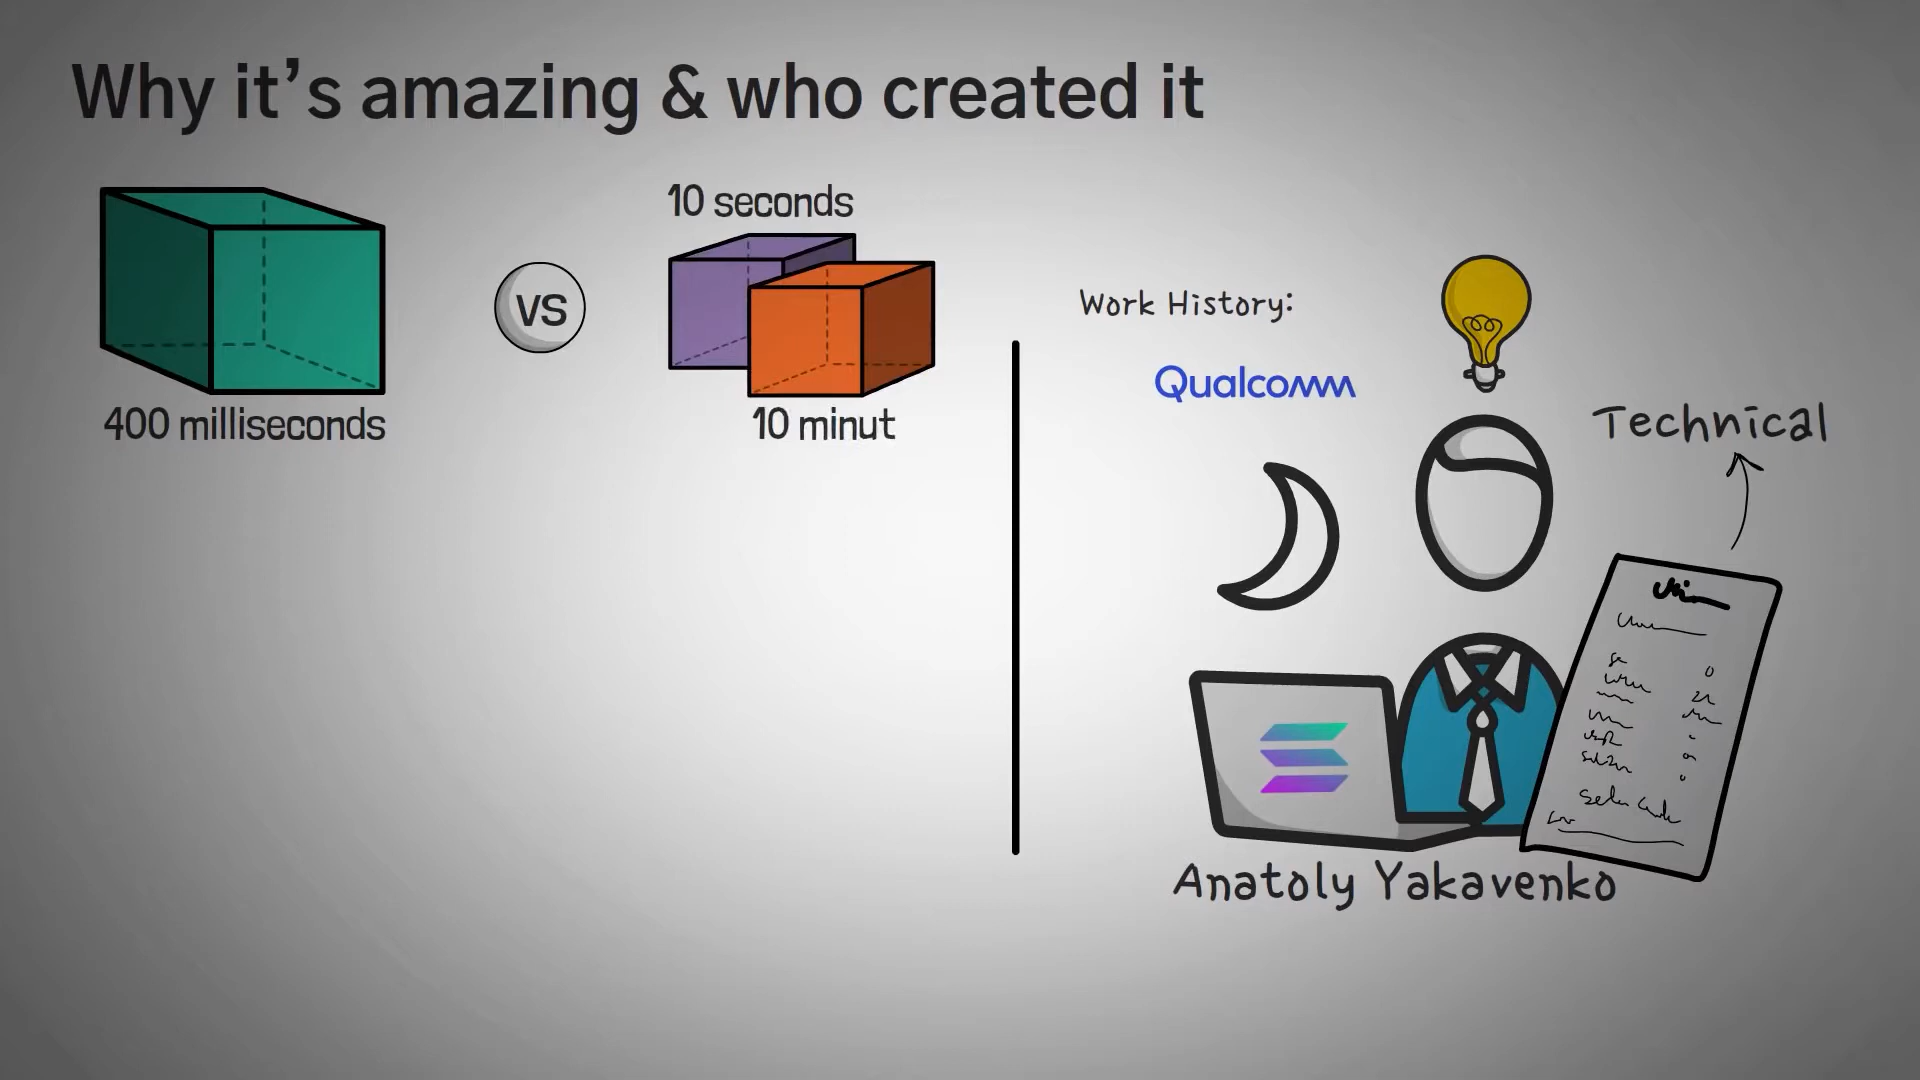 Why it's amazing & who created it
10 seconds
VS
400 milliseconds
10 minut
Work History:
Qualcomm
Technical
Anatoly Yakavenko